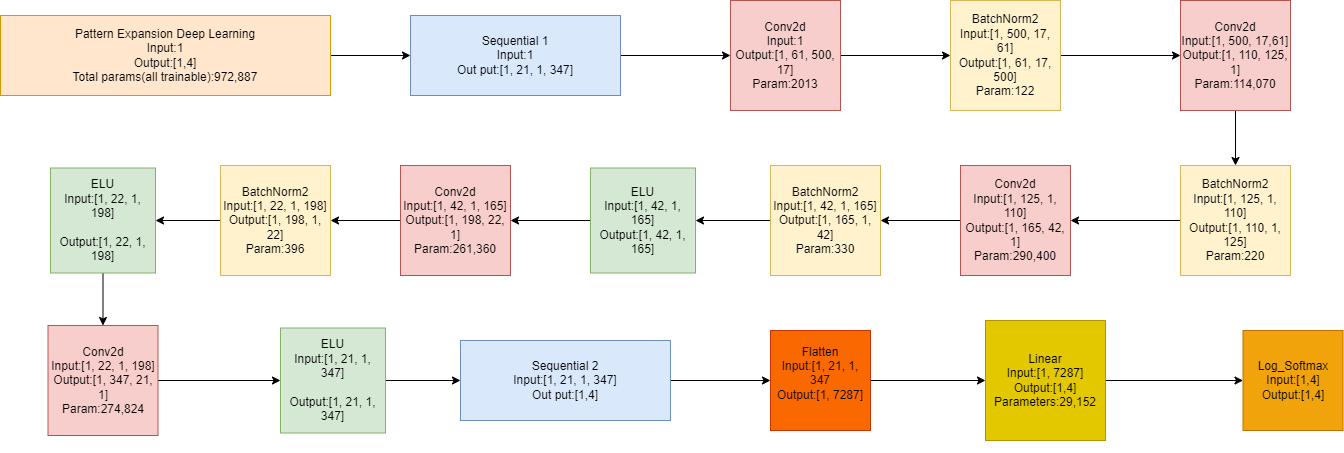 Pattern Expansion Deep Learning
Input:1
Output:[1,4]
Total params(all trainable):972,887
Sequential 1
Input:1
Out put:[1, 21, 1, 347]
Conv2d
Input:1
Output:[1, 61, 500,
17]
Param:2013
BatchNorm2
Input:[1, 500, 17,
61]
Output:[1, 61, 17,
500]
Param:122
Conv2d
Input:[1, 500, 17,61]
Output:[1, 110, 125,
1]
Param:114,070
ELU
Input:[1, 22, 1,
198]
Output:[1, 22, 1,
198]
BatchNorm2
Input:[1, 22, 1, 198]
Output:[1, 198, 1,
22]
Param:396
Conv2d
Input:[1, 42, 1, 165]
Output:[1, 198, 22,
1]
Param:261,360
ELU
Input:[1, 42, 1,
165]
Output:[1, 42, 1,
165]
BatchNorm2
Input:[1, 42, 1, 165]
Output:[1, 165, 1,
42]
Param:330
Conv2d
Input:[1, 125, 1,
110]
Output:[1, 165, 42,
1]
Param:290,400
BatchNorm2
Input:[1, 125, 1,
110]
Output:[1, 110, 1,
125]
Param:220
Conv2d
Input:[1, 22, 1, 198]
Output:[1, 347, 21,
1]
Param:274,824
ELU
Input:[1, 21, 1,
347]
Output:[1, 21, 1,
347]
Sequential 2
Input:[1, 21, 1, 347]
Out put:[1,4]
Flatten
Input:[1, 21, 1,
347
Output:[1, 7287]
Linear
Input:[1, 7287]
Output:[1,4]
Parameters:29,152
Log_Softmax
Input:[1,4]
Output:[1,4]